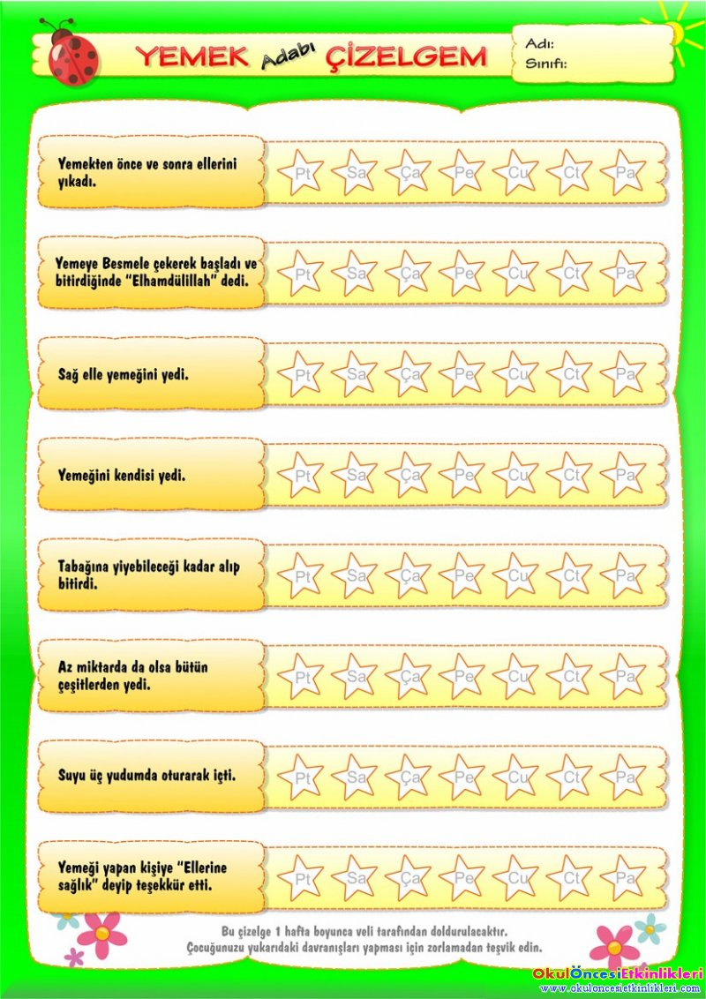 YEMEK Adabı ÇİZELGEM
Adı:
Sınıfı:
Yemekten önce ve sonra ellerini
yıkadı.
Pt Sa Ça Pe Cu Ct Pa
Yemeye Besmele çekerek başladı ve
bitirdiğinde “Elhamdülillah” dedi.
Pt Sa Ça Pe Cu Ct Pa
Sağ elle yemeğini yedi.
Pt Sa Ça Pe Cu Ct Pa
Yemeğini kendisi yedi.
Pt Sa Ça Pe Cu Ct Pa
Tabağına yiyebileceği kadar alıp
bitirdi.
Pt Sa Ça Pe Cu Ct Pa
Az miktarda da olsa bütün
çeşitlerden yedi.
Pt Sa Ça Pe Cu Ct Pa
Suyu üç yudumda oturarak içti.
Pt Sa Ça Pe Cu Ct Pa
Yemeği yapan kişiye “Ellerine
sağlık” deyip teşekkür etti.
Pt Sa Ça Pe Cu Ct Pa
Bu çizelge 1 hafta boyunca veli tarafından doldurulacaktır.
Çocuğunuzu yukarıdaki davranışları yapması için zorlamadan teşvik edin.
OkulÖncesiEtkinlikleri
www.okuloncesietkinlikleri.com